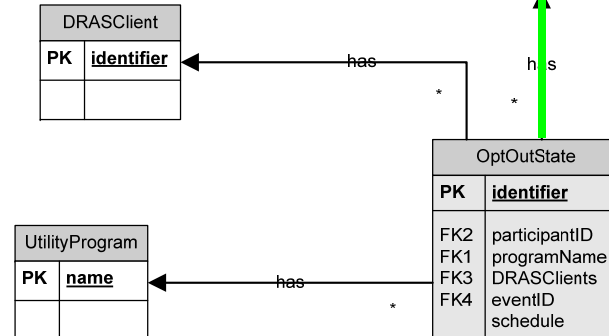 DRASClient
PK identifier
has
*
has
*
OptOutState
PK identifier
FK2 participantID
FK1 programName
FK3 DRASClients
FK4 eventID
schedule
UtilityProgram
PK name
has
*